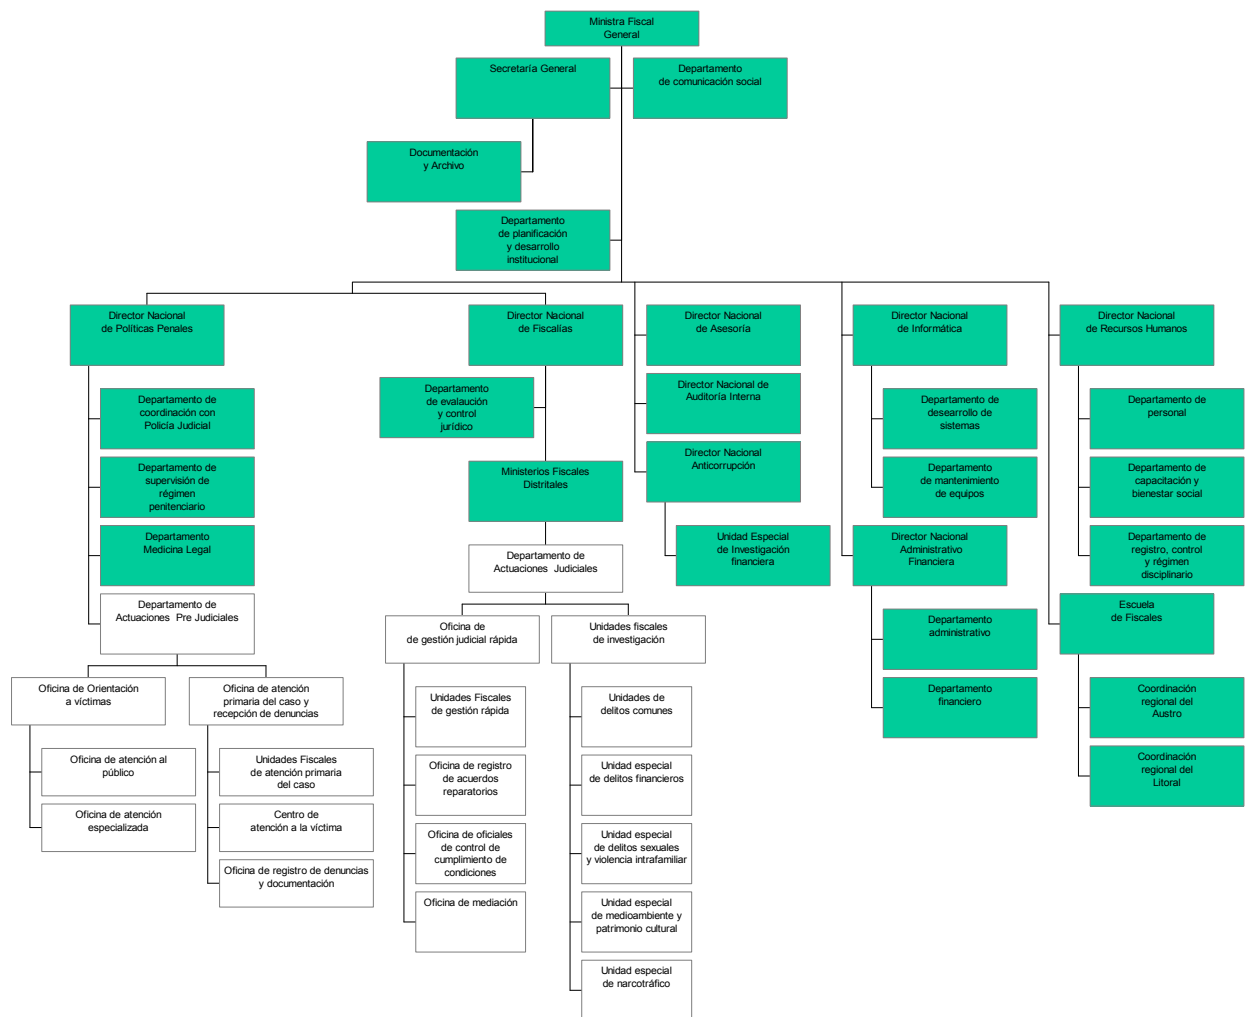 Ministra Fiscal
General
Secretaría General
Departamento
de comunicación social
Documentación
y Archivo
Departamento
de planificación
y desarrollo
institucional
Director Nacional
de Políticas Penales
Departamento de
coordinación con
Policía Judicial
Departamento de
supervisión de
régimen
penitenciario
Departamento
Medicina Legal
Departamento de
Actuaciones Pre Judiciales
Oficina de Orientación
a víctimas
Oficina de atención al
público
Oficina de atención
especializada
Oficina de atención
primaria del caso y
recepción de denuncias
Unidades Fiscales
de atención primaria
del caso
Centro de
atención a la víctima
Oficina de registro de denuncias
y documentación
Director Nacional
de Fiscalías
Departamento
de evalaución
y control
jurídico
Ministerios Fiscales
Distritales
Departamento de
Actuaciones Judiciales
Oficina de
de gestión judicial rápida
Unidades Fiscales
de gestión rápida
Oficina de registro
de acuerdos
reparatorios
Oficina de oficiales
de control de
cumplimiento de
condiciones
Oficina de mediación
Unidades fiscales
de investigación
Unidades de
delitos comunes
Unidad especial
de delitos financieros
Unidad especial
de delitos sexuales
y violencia intrafamiliar
Unidad especial
de medioambiente y
patrimonio cultural
Unidad especial
de narcotráfico
Director Nacional
de Asesoría
Director Nacional de
Auditoría Interna
Director Nacional
Anticorrupción
Unidad Especial
de Investigación
financiera
Director Nacional
de Informática
Departamento de
desearrollo de
sistemas
Departamento
de mantenimiento
de equipos
Director Nacional
Administrativo
Financiera
Departamento
administrativo
Departamento
financiero
Director Nacional
de Recursos Humanos
Departamento de
personal
Departamento de
capacitación y
bienestar social
Departamento de
registro, control
y régimen
disciplinario
Escuela
de Fiscales
Coordinación
regional del
Austro
Coordinación
regional del
Litoral